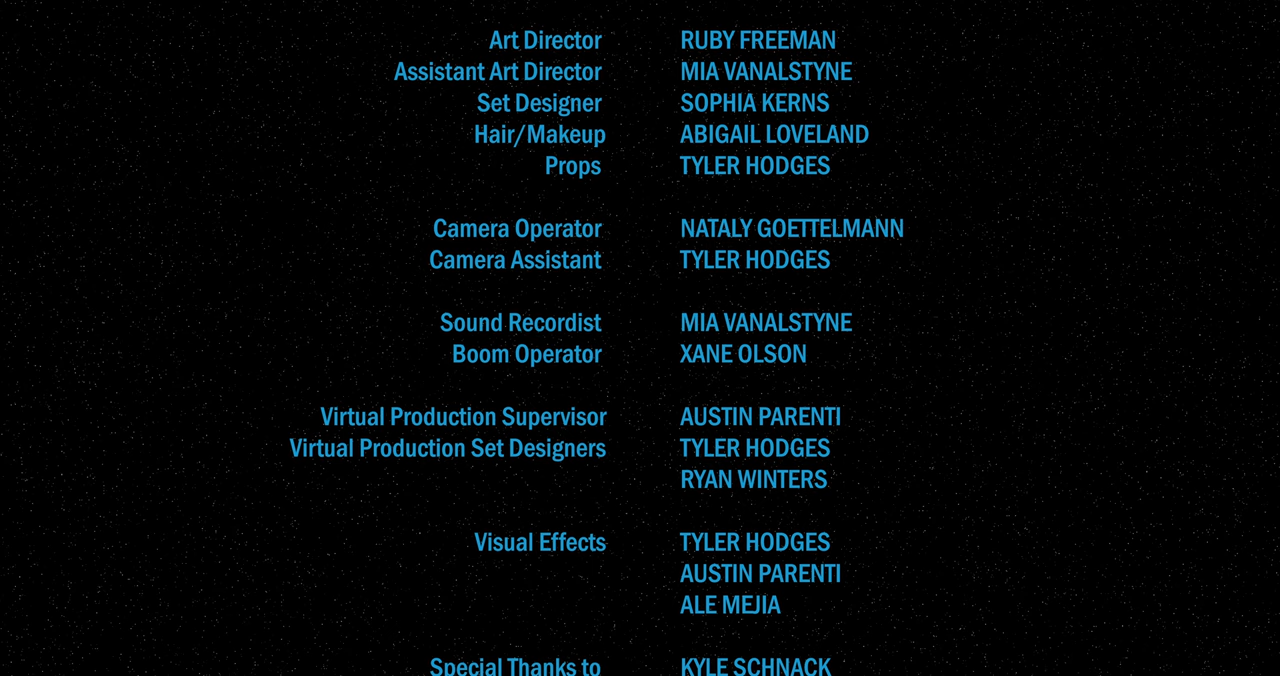 Art Director RUBY FREEMAN
Assistant Art Director MIA VANALSTYNE
Set Designer SOPHIA KERNS
Hair/Makeup ABIGAIL LOVELAND
Props TYLER HODGES
Camera Operator NATALY GOETTELMANN
Camera Assistant TYLER HODGES
Sound Recordist MIA VANALSTYNE
Boom Operator XANE OLSON
Virtual Production Supervisor AUSTIN PARENTI
Virtual Production Set Designers TYLER HODGES
RYAN WINTERS
Visual Effects TYLER HODGES
AUSTIN PARENTI
ALE MEJIA
Special Thanks to KYLE SCHNACK